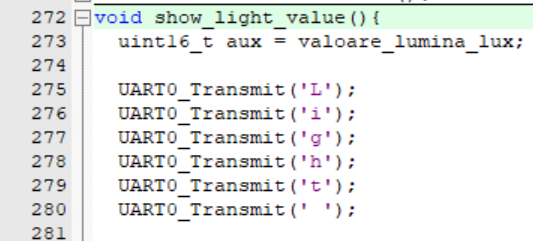 272 void show_light_value(){
273 uint16_t aux = valoare_lumina_lux;
274
275 UART0_Transmit('L');
276 UART0_Transmit('i');
277 UART0_Transmit('g');
278 UART0_Transmit('h');
279 UART0_Transmit('t');
280 UART0_Transmit(' ');
281